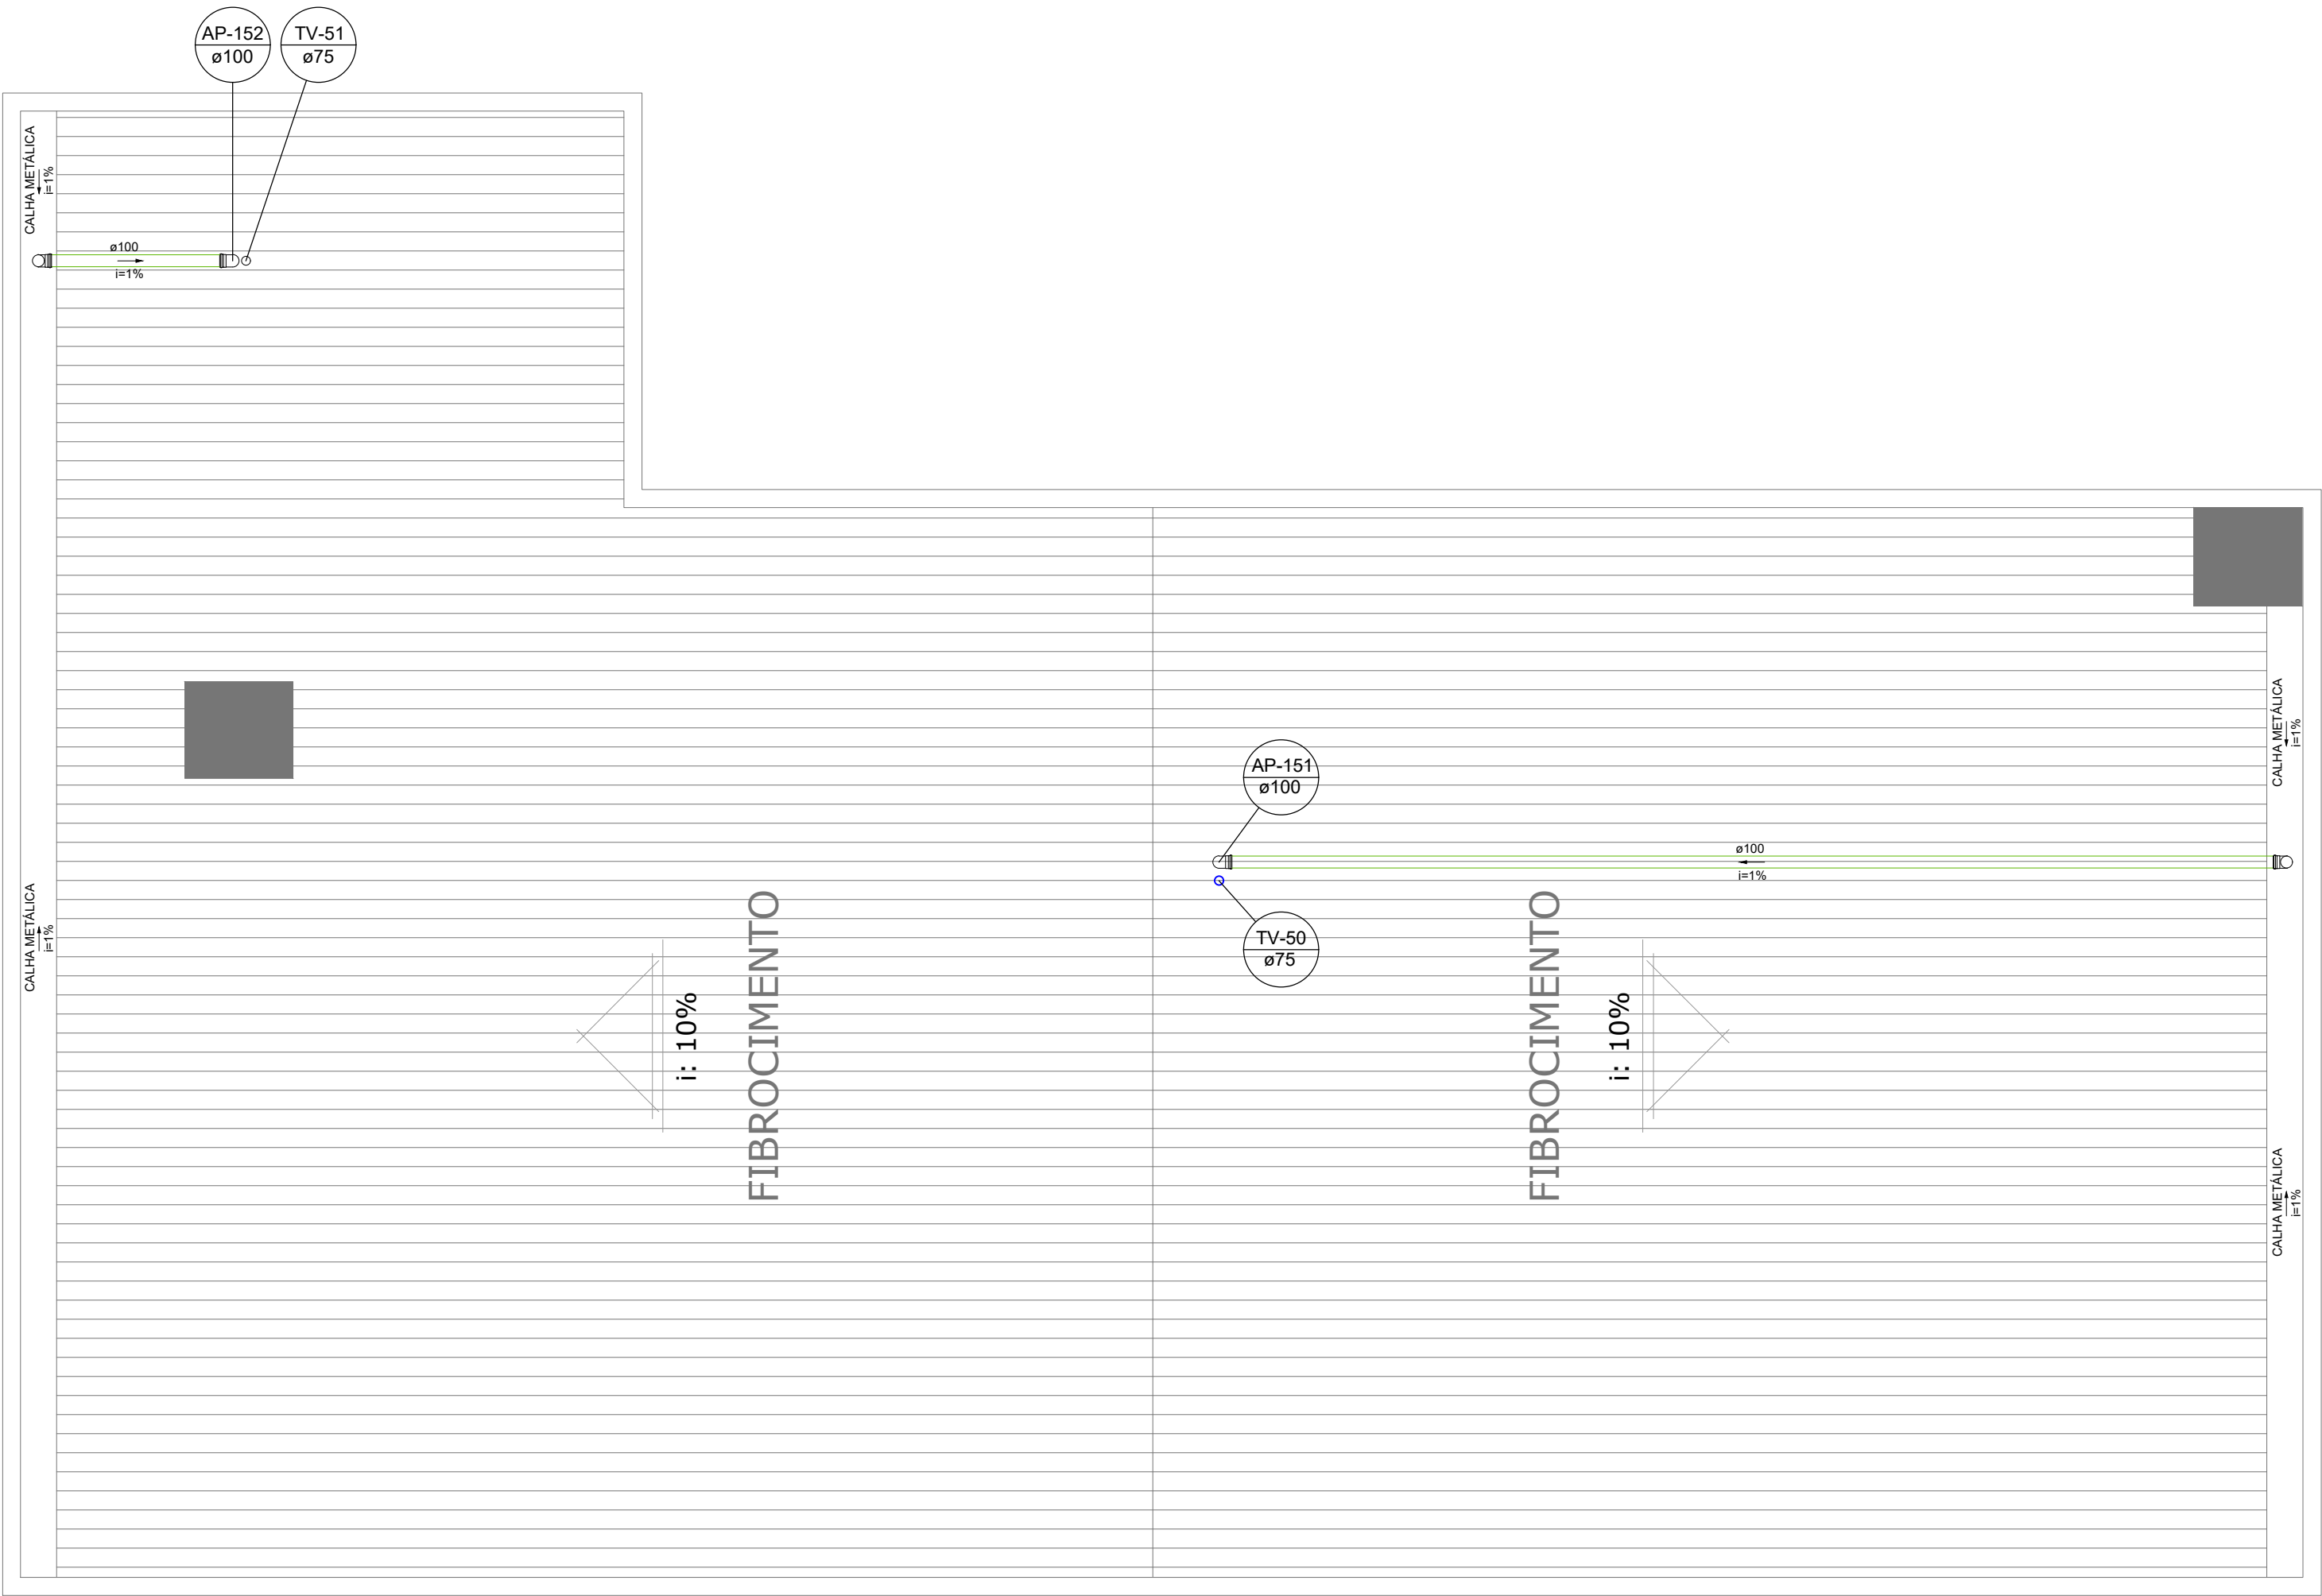 AP-152
ø100
TV-51
ø75
CALHA METÁLICA
i=1%
ø100
i=1%
CALHA METÁLICA
i=1%
AP-151
ø100
ø100
i=1%
TV-50
ø75
CALHA METÁLICA
i=1%
i: 10%
FIBROCIMENTO
FIBROCIMENTO
i: 10%
CALHA METÁLICA
i=1%